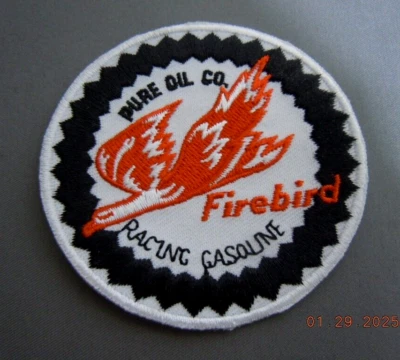 PURE OIL CO.
Firebird
RACING GASOLINE
01 29 2025